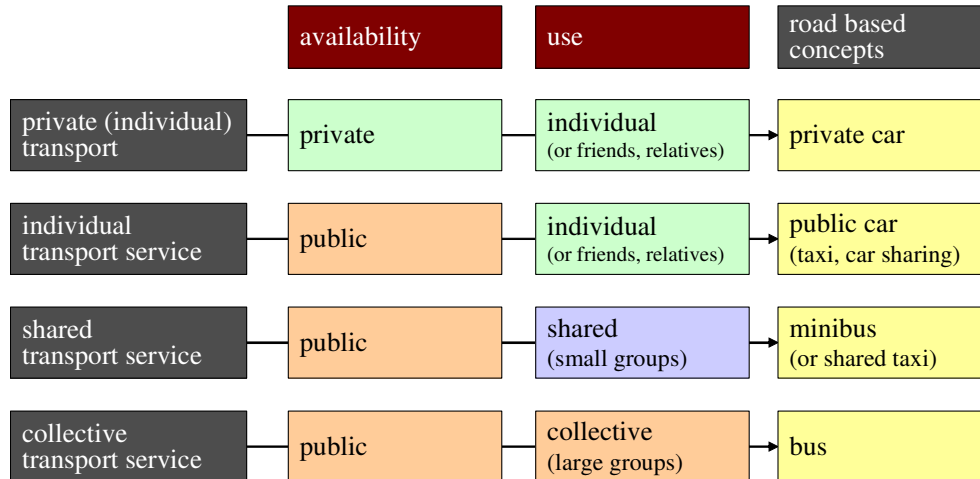 availability
use
road based
concepts
private (individual)
transport
private
individual
(or friends, relatives)
private car
individual
transport service
public
individual
(or friends, relatives)
public car
(taxi, car sharing)
shared
transport service
public
shared
(small groups)
minibus
(or shared taxi)
collective
transport service
public
collective
(large groups)
bus